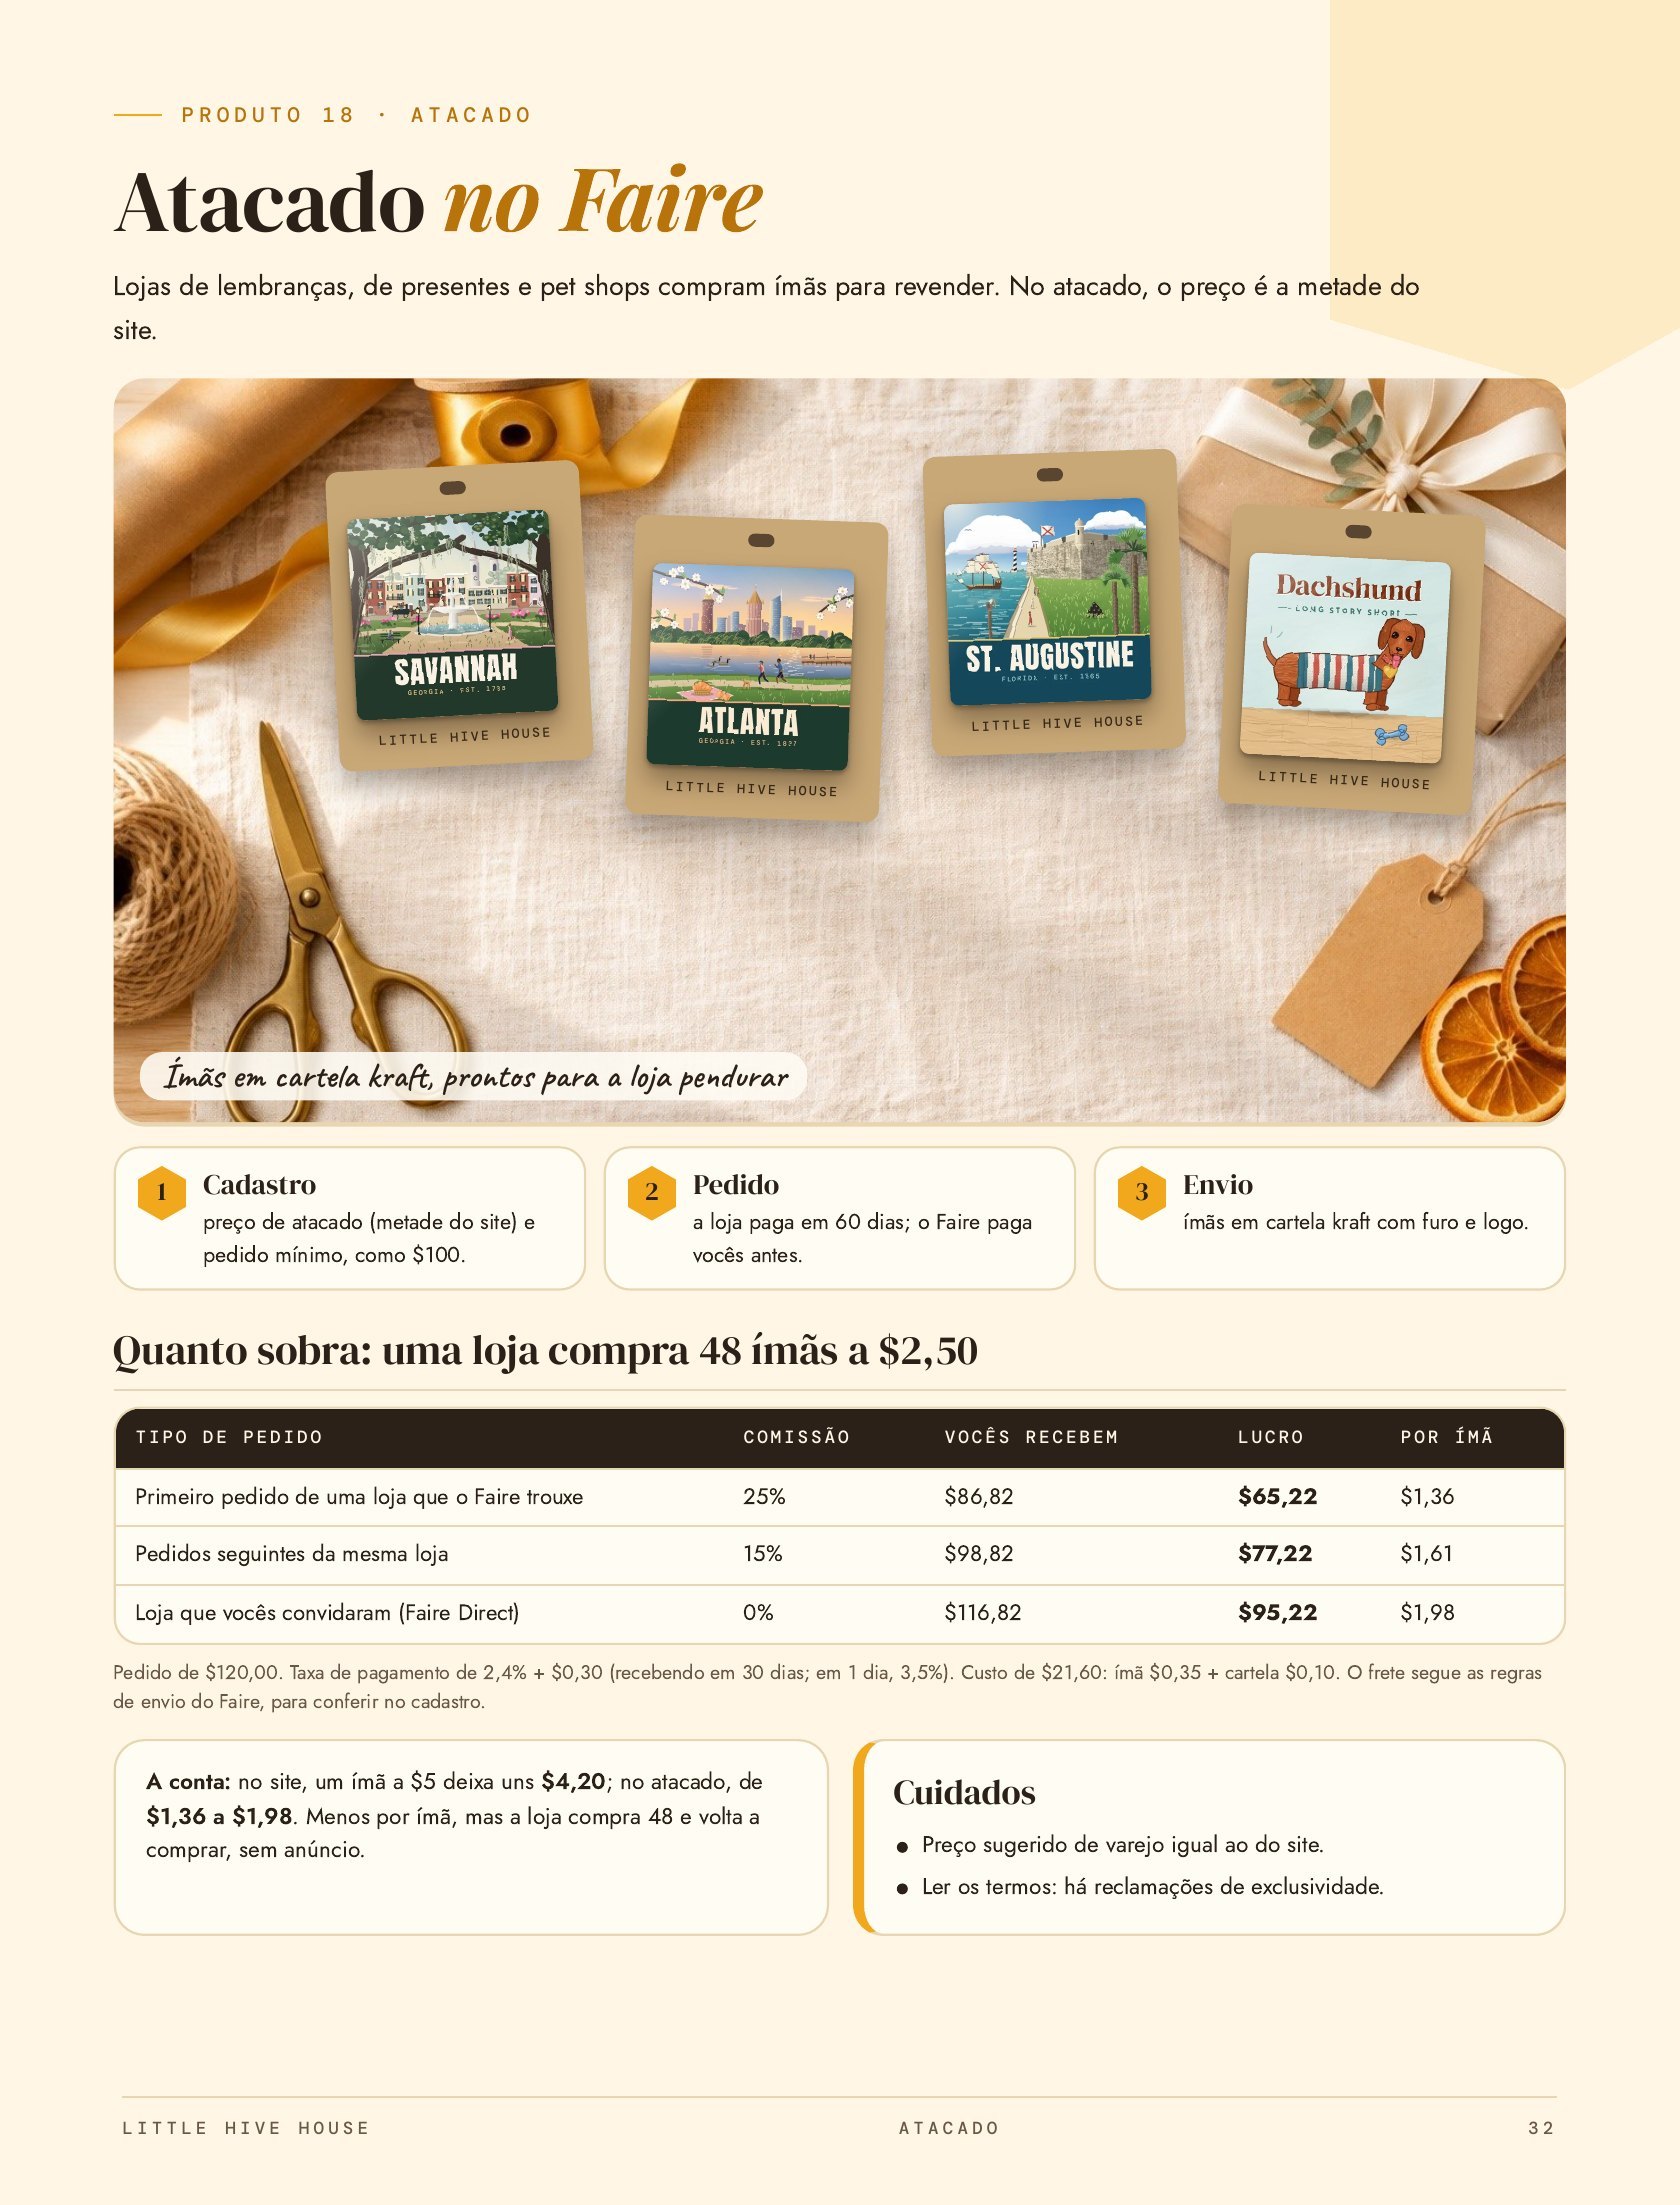 PRODUTO 18 · ATACADO
Atacado no Faire
Lojas de lembranças, de presentes e pet shops compram ímãs para revender. No atacado, o preço é a metade do
site.
SAVANNAH
GEORGIA · EST. 1733
LITTLE HIVE HOUSE
ATLANTA
GEORGIA · EST. 1837
LITTLE HIVE HOUSE
ST. AUGUSTINE
FLORIDA · EST. 1565
LITTLE HIVE HOUSE
Dachshund
LONG STORY SHORT
LITTLE HIVE HOUSE
Ímãs em cartela kraft, prontos para a loja pendurar
1 Cadastro
preço de atacado (metade do site) e
pedido mínimo, como $100.
2 Pedido
a loja paga em 60 dias; o Faire paga
vocês antes.
3 Envio
ímãs em cartela kraft com furo e logo.
Quanto sobra: uma loja compra 48 ímãs a $2,50
TIPO DE PEDIDO COMISSÃO VOCÊS RECEBEM LUCRO POR ÍMÃ
Primeiro pedido de uma loja que o Faire trouxe 25% $86,82 $65,22 $1,36
Pedidos seguintes da mesma loja 15% $98,82 $77,22 $1,61
Loja que vocês convidaram (Faire Direct) 0% $116,82 $95,22 $1,98
Pedido de $120,00. Taxa de pagamento de 2,4% + $0,30 (recebendo em 30 dias; em 1 dia, 3,5%). Custo de $21,60: ímã $0,35 + cartela $0,10. O frete segue as regras
de envio do Faire, para conferir no cadastro.
A conta: no site, um ímã a $5 deixa uns $4,20; no atacado, de
$1,36 a $1,98. Menos por ímã, mas a loja compra 48 e volta a
comprar, sem anúncio.
Cuidados
● Preço sugerido de varejo igual ao do site.
● Ler os termos: há reclamações de exclusividade.
LITTLE HIVE HOUSE ATACADO 32